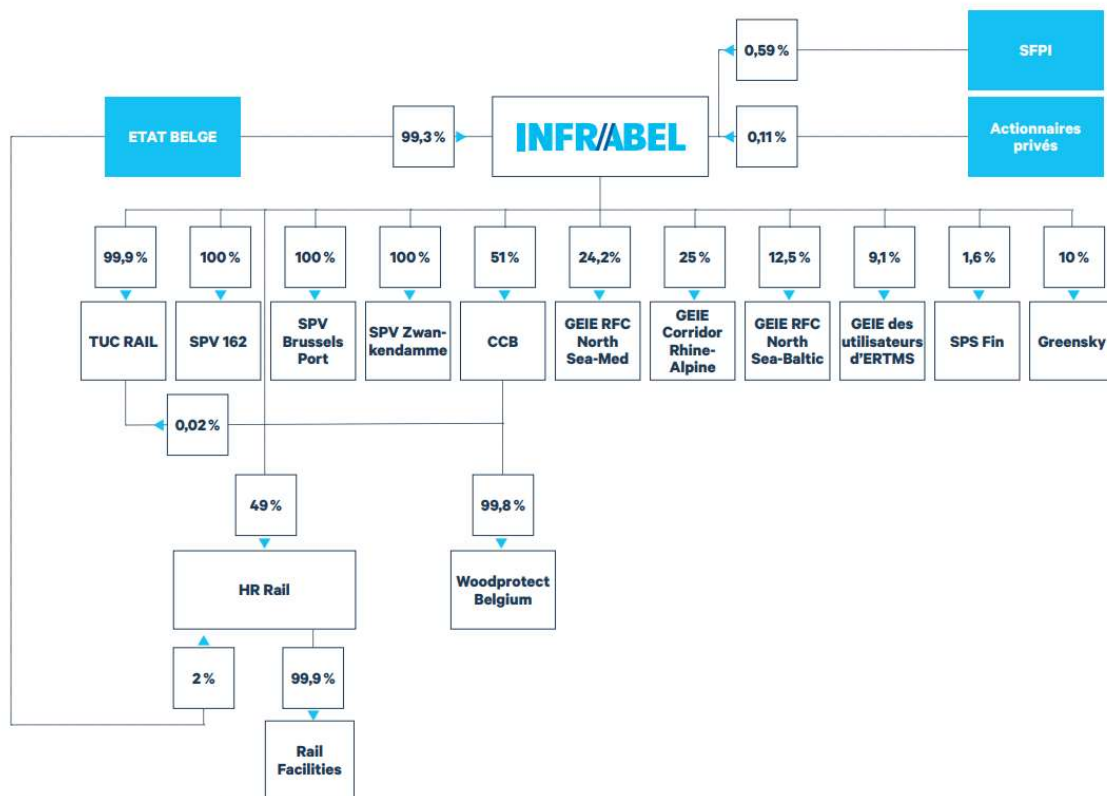 0,59 %
SFPI
ETAT BELGE
99,3 %
INFRABEL
0,11 %
Actionnaires
privés
99,9 %
100 %
100 %
100 %
51 %
24,2%
25 %
12,5 %
9,1 %
1,6 %
10 %
TUC RAIL
SPV 162
SPV
Brussels
Port
SPV Zwan-
kendamme
CCB
GEIE RFC
North
Sea-Med
GEIE
Corridor
Rhine-
Alpine
GEIE RFC
North
Sea-Baltic
GEIE des
utilisateurs
d’ERTMS
SPS Fin
Greensky
0,02 %
49 %
99,8 %
HR Rail
Woodprotect
Belgium
2 %
99,9 %
Rail
Facilities